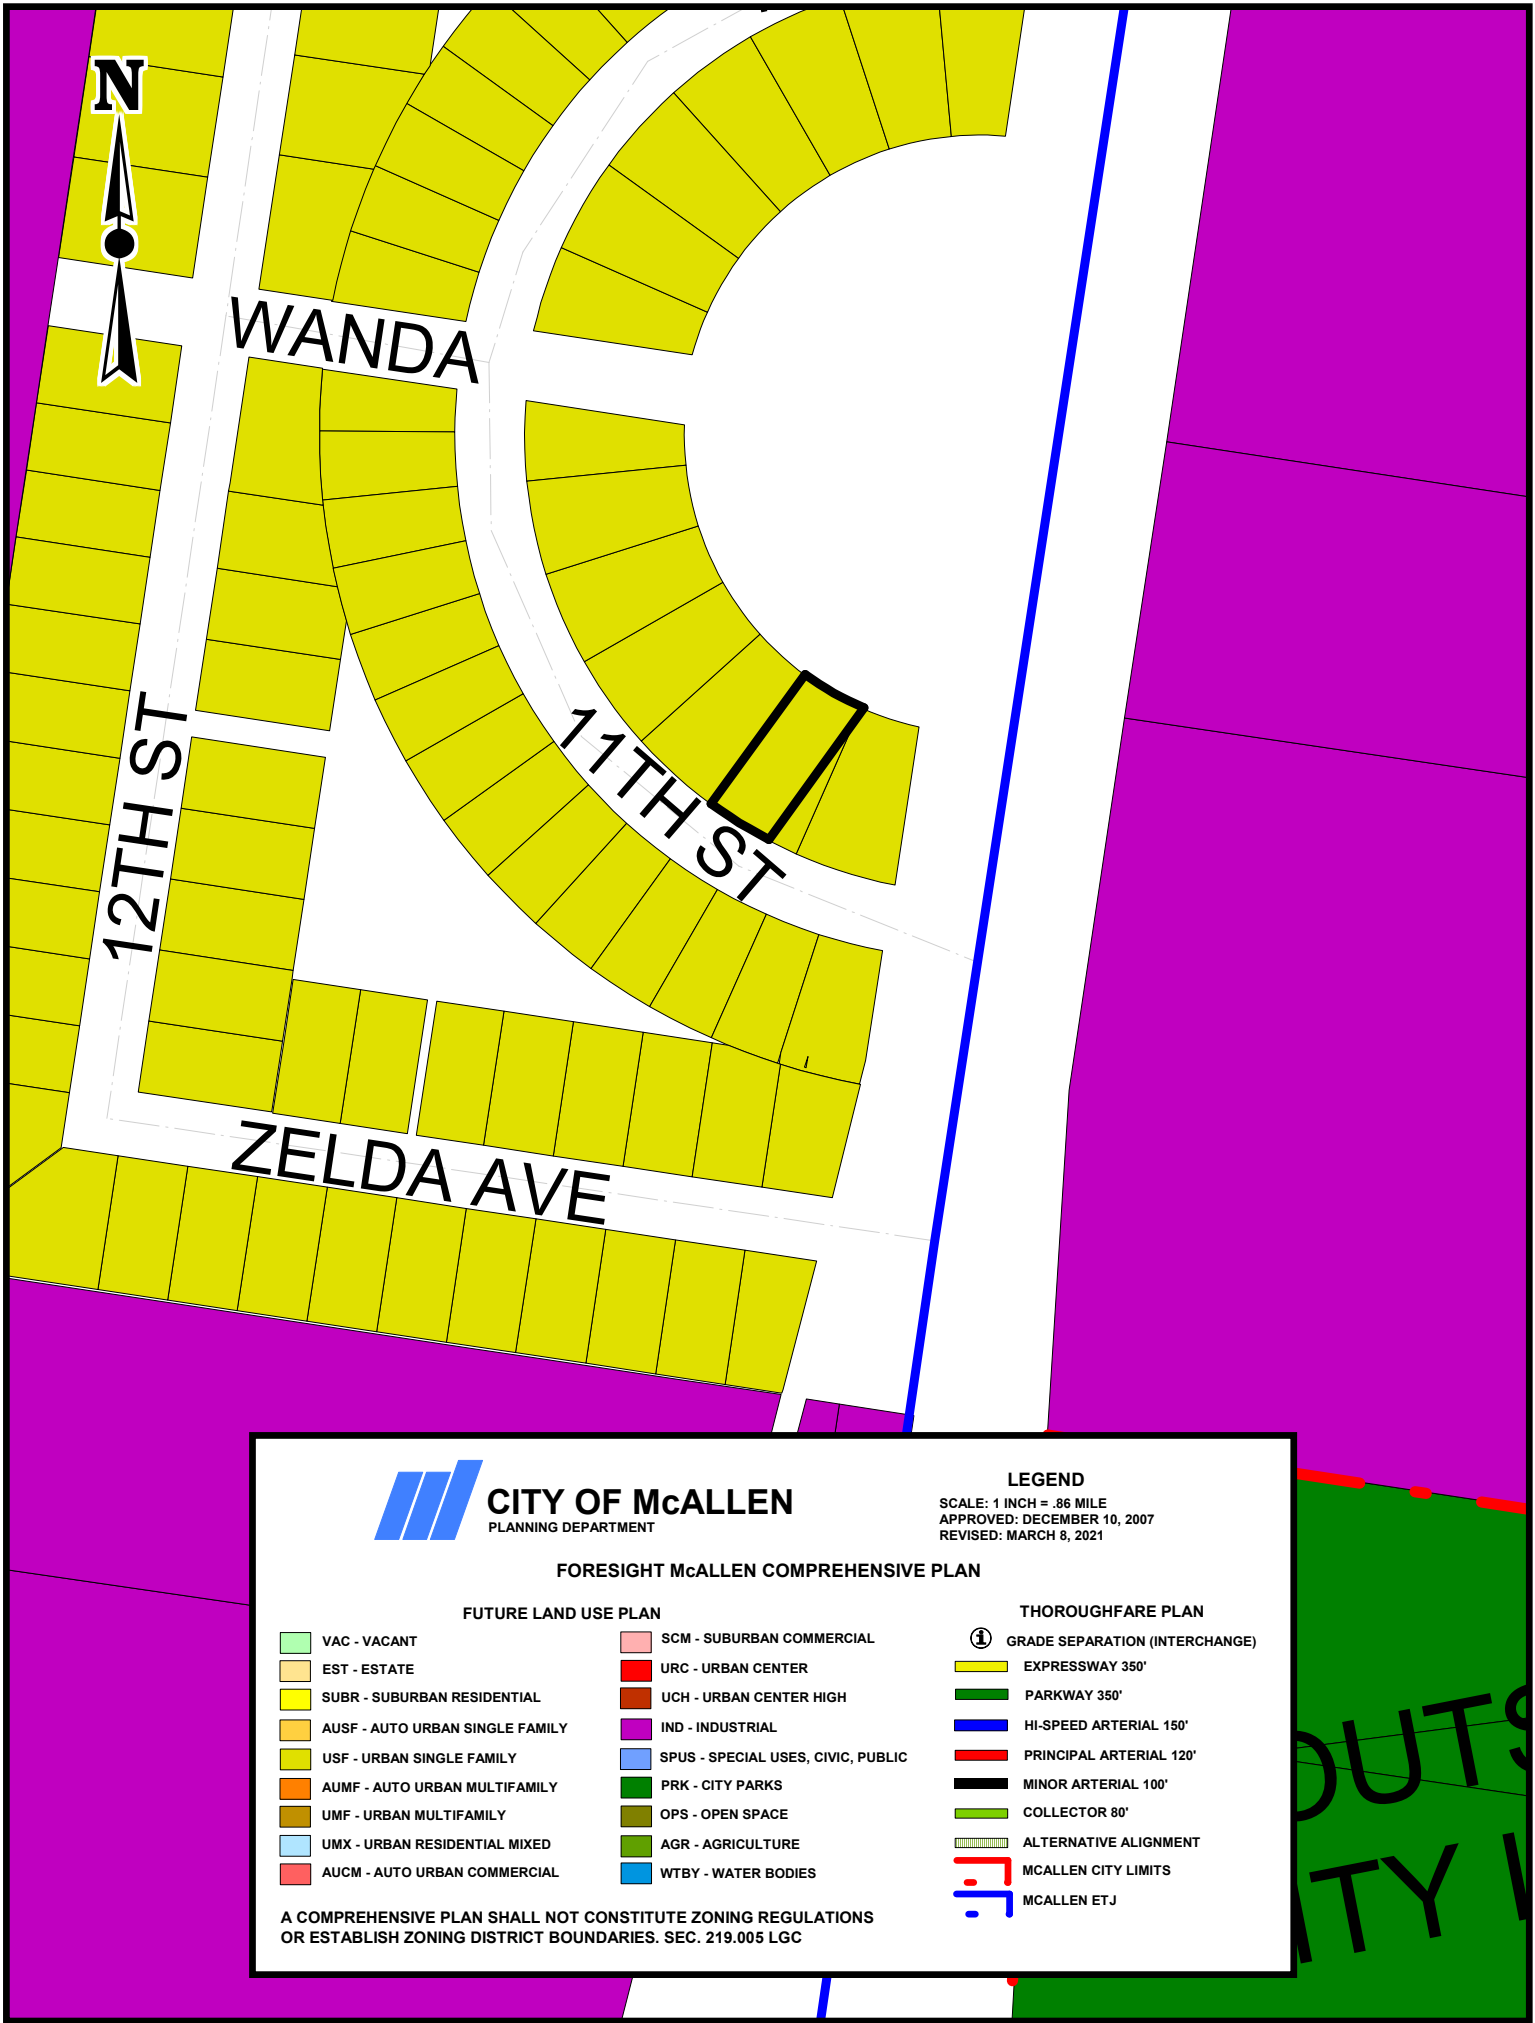 N
WANDA
11TH ST
12TH ST
ZELDA AVE
CITY OF McALLEN
PLANNING DEPARTMENT
LEGEND
SCALE: 1 INCH = .86 MILE
APPROVED: DECEMBER 10, 2007
REVISED: MARCH 8, 2021
FORESIGHT McALLEN COMPREHENSIVE PLAN
FUTURE LAND USE PLAN
VAC - VACANT
EST - ESTATE
SUBR - SUBURBAN RESIDENTIAL
AUSF - AUTO URBAN SINGLE FAMILY
USF - URBAN SINGLE FAMILY
AUMF - AUTO URBAN MULTIFAMILY
UMF - URBAN MULTIFAMILY
UMX - URBAN RESIDENTIAL MIXED
AUCM - AUTO URBAN COMMERCIAL
SCM - SUBURBAN COMMERCIAL
URC - URBAN CENTER
UCH - URBAN CENTER HIGH
IND - INDUSTRIAL
SPUS - SPECIAL USES, CIVIC, PUBLIC
PRK - CITY PARKS
OPS - OPEN SPACE
AGR - AGRICULTURE
WTBY - WATER BODIES
THOROUGHFARE PLAN
GRADE SEPARATION (INTERCHANGE)
EXPRESSWAY 350'
PARKWAY 350'
HI-SPEED ARTERIAL 150'
PRINCIPAL ARTERIAL 120'
MINOR ARTERIAL 100'
COLLECTOR 80'
ALTERNATIVE ALIGNMENT
MCALLEN CITY LIMITS
MCALLEN ETJ
A COMPREHENSIVE PLAN SHALL NOT CONSTITUTE ZONING REGULATIONS
OR ESTABLISH ZONING DISTRICT BOUNDARIES. SEC. 219.005 LGC